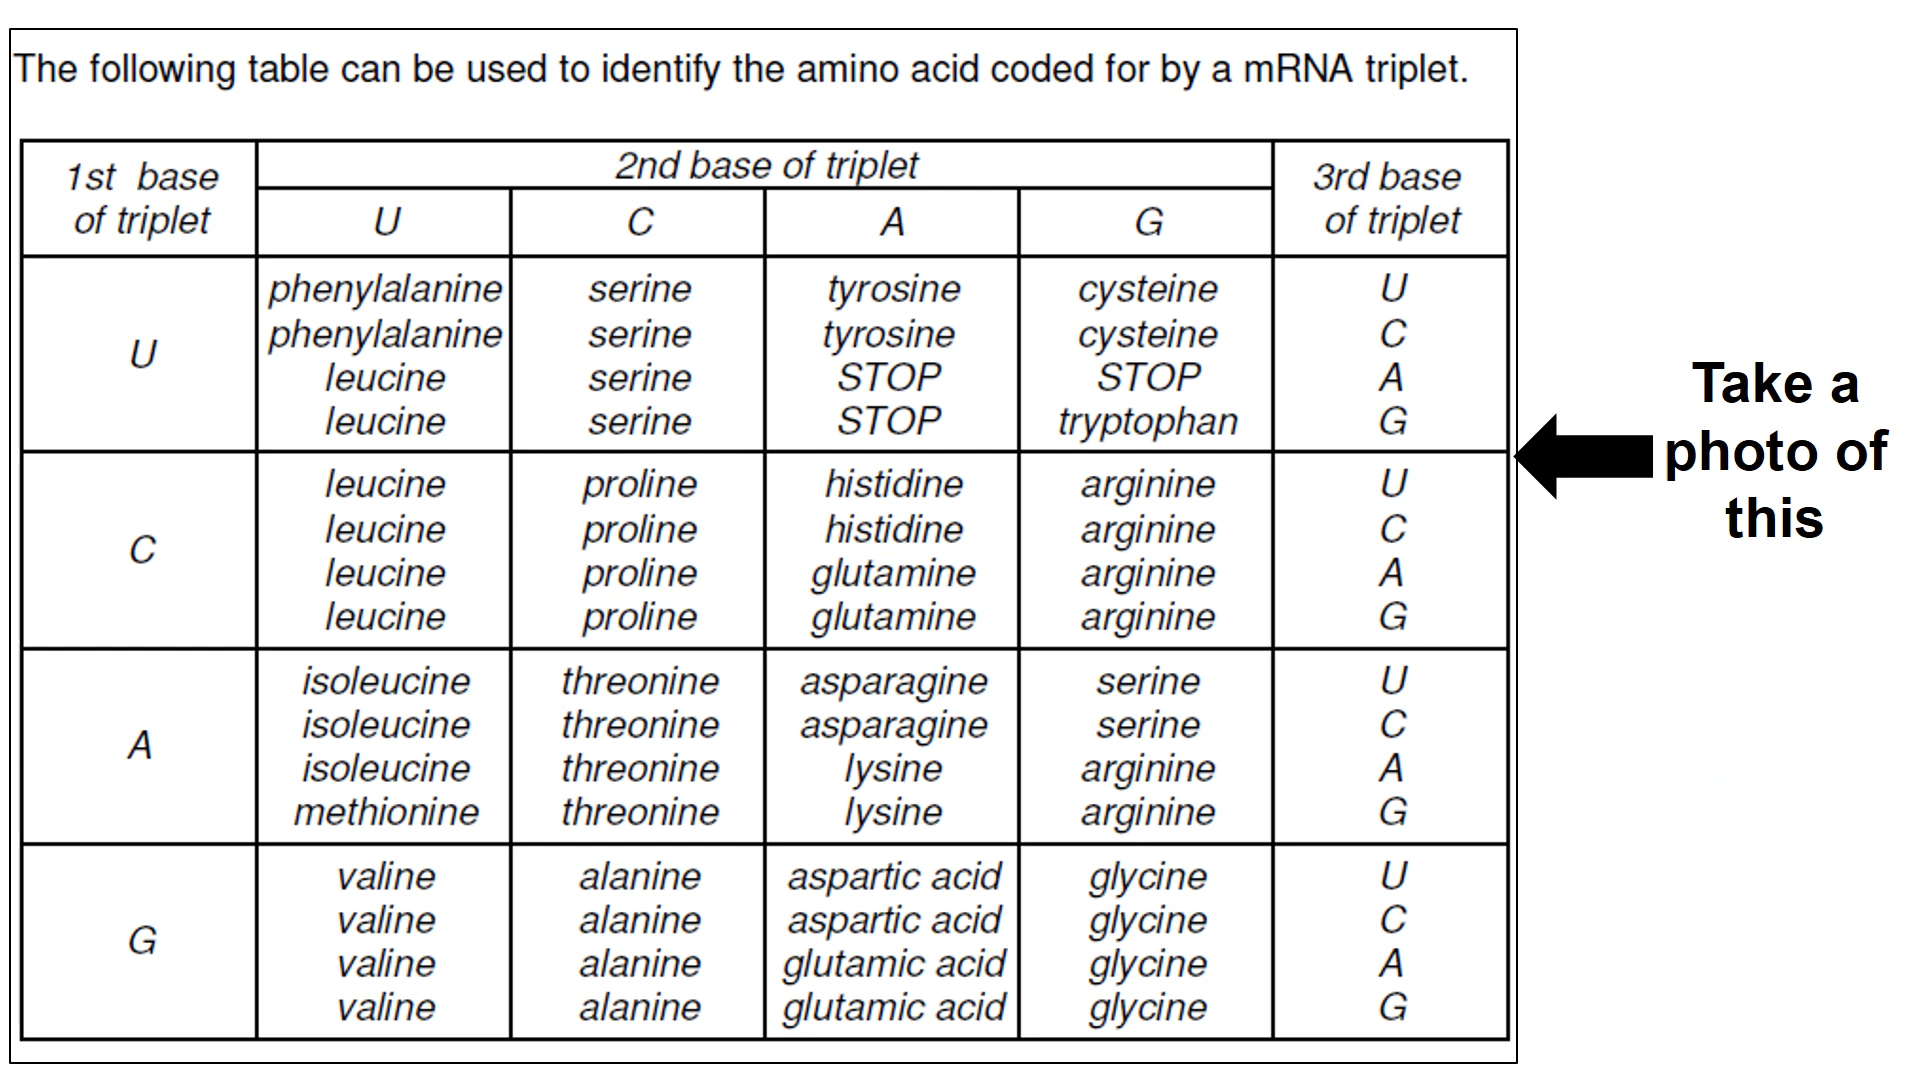 The following table can be used to identify the amino acid coded for by a mRNA triplet.
1st base of triplet | 2nd base of triplet | 3rd base of triplet
U | C | A | G
U | phenylalanine | serine | tyrosine | cysteine | U
phenylalanine | serine | tyrosine | cysteine | C
leucine | serine | STOP | STOP | A
leucine | serine | STOP | tryptophan | G
C | leucine | proline | histidine | arginine | U
leucine | proline | histidine | arginine | C
leucine | proline | glutamine | arginine | A
leucine | proline | glutamine | arginine | G
A | isoleucine | threonine | asparagine | serine | U
isoleucine | threonine | asparagine | serine | C
isoleucine | threonine | lysine | arginine | A
methionine | threonine | lysine | arginine | G
G | valine | alanine | aspartic acid | glycine | U
valine | alanine | aspartic acid | glycine | C
valine | alanine | glutamic acid | glycine | A
valine | alanine | glutamic acid | glycine | G
Take a
photo of
this